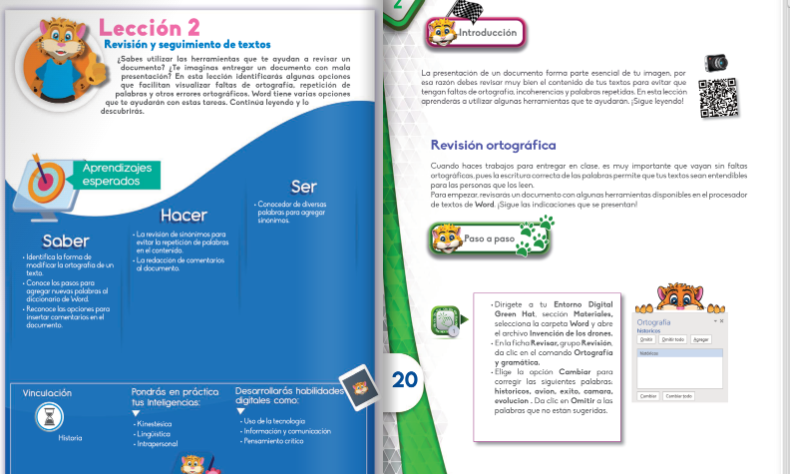 Lección 2
Revisión y seguimiento de textos
¿Sabes utilizar las herramientas que te ayudan a revisar un
documento? ¿Te imaginas entregar un documento con mala
presentación? En esta lección identificarás algunas opciones
que facilitan visualizar faltas de ortografía, repetición de
palabras y otros errores ortográficos. Word tiene varias opciones
que te ayudarán con estas tareas. Continúa leyendo y lo
descubrirás.
Aprendizajes
esperados
Saber
• Identifica la forma de
modificar la ortografía de un
texto.
• Conoce los pasos para
agregar nuevas palabras al
diccionario de Word.
• Reconoce las opciones para
insertar comentarios en el
documento.
Hacer
• La revisión de sinónimos para
evitar la repetición de palabras
en el contenido.
• La redacción de comentarios
al documento.
Ser
• Conocedor de diversas
palabras para agregar
sinónimos.
Vinculación
Historia
Pondrás en práctica
tus Inteligencias:
• Kinestesica
• Lingüística
• Intrapersonal
Desarrollarás habilidades
digitales como:
• Uso de la tecnología
• Información y comunicación
• Pensamiento crítico
2
Introducción
La presentación de un documento forma parte esencial de tu imagen, por
esa razón debes revisar muy bien el contenido de tus textos para evitar que
tengan faltas de ortografía, incoherencias y palabras repetidas. En esta lección
aprenderás a utilizar algunas herramientas que te ayudarán. ¡Sigue leyendo!
Revisión ortográfica
Cuando haces trabajos para entregar en clase, es muy importante que vayan sin faltas
ortográficas, pues la escritura correcta de las palabras permite que tus textos sean entendibles
para las personas que los leen.
Para empezar, revisarás un documento con algunas herramientas disponibles en el procesador
de textos de Word. ¡Sigue las indicaciones que se presentan!
Paso a paso
1
• Dirígete a tu Entorno Digital
Green Hat, sección Materiales,
selecciona la carpeta Word y abre
el archivo Invención de los drones.
• En la ficha Revisar, grupo Revisión,
da clic en el comando Ortografía
y gramática.
• Elige la opción Cambiar para
corregir las siguientes palabras:
historicos, avion, exito, camara,
evolucion . Da clic en Omitir a las
palabras que no están sugeridas.
Ortografía
historicos
Omitir Omitir todo Agregar
históricos
Cambiar Cambiar todo
20